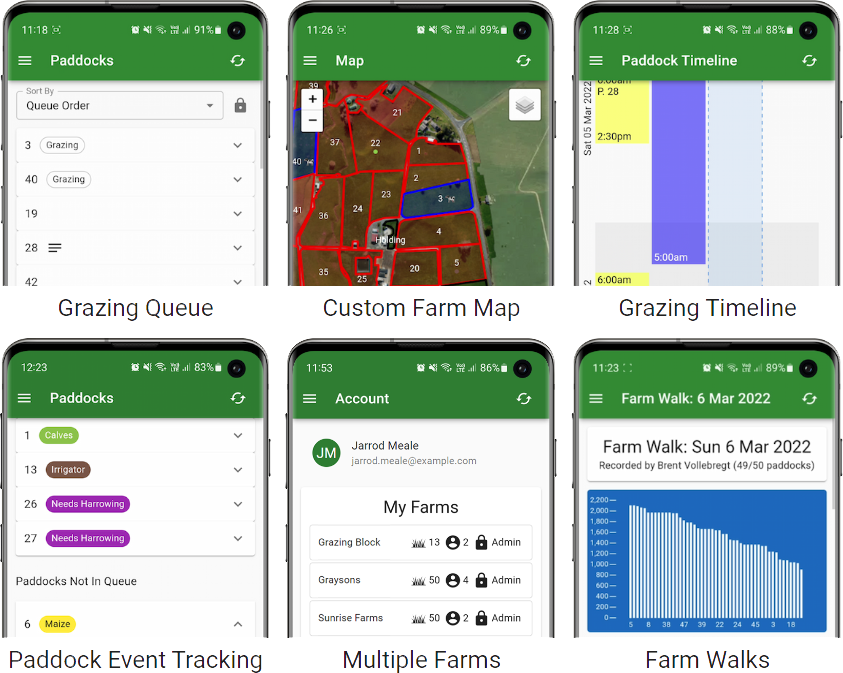 11:18 91%
Paddocks
Sort By
Queue Order
3 Grazing
40 Grazing
19
28
42
Grazing Queue
11:26 89%
Map
39
+
−
21
37
22
1
40
2
23
3
41
36
24
4
Holding
35
25
20
5
Custom Farm Map
11:28 88%
Paddock Timeline
P. 28
Sat 05 Mar 2022
2:30pm
5:00am
6:00am
Grazing Timeline
12:23 83%
Paddocks
1 Calves
13 Irrigator
26 Needs Harrowing
27 Needs Harrowing
Paddocks Not In Queue
6 Maize
Paddock Event Tracking
11:53 86%
Account
JM
Jarrod Meale
jarrod.meale@example.com
My Farms
Grazing Block 13 2 Admin
Graysons 50 4 Admin
Sunrise Farms 50 2 Admin
Multiple Farms
11:23 89%
Farm Walk: 6 Mar 2022
Farm Walk: Sun 6 Mar 2022
Recorded by Brent Vollebregt (49/50 paddocks)
2,200
2,000
1,800
1,600
1,400
1,200
1,000
800
600
400
200
0
5 8 38 47 39 22 24 45 3 18
Farm Walks